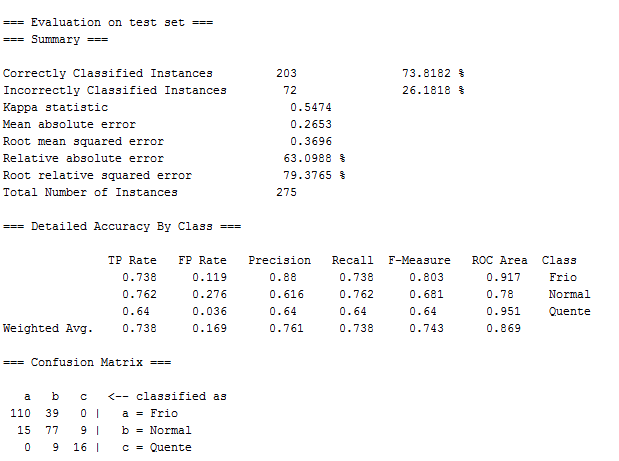 === Evaluation on test set ===
=== Summary ===
Correctly Classified Instances 203 73.8182 %
Incorrectly Classified Instances 72 26.1818 %
Kappa statistic 0.5474
Mean absolute error 0.2653
Root mean squared error 0.3696
Relative absolute error 63.0988 %
Root relative squared error 79.3765 %
Total Number of Instances 275
=== Detailed Accuracy By Class ===
TP Rate FP Rate Precision Recall F-Measure ROC Area Class
0.738 0.119 0.88 0.738 0.803 0.917 Frio
0.762 0.276 0.616 0.762 0.681 0.78 Normal
0.64 0.036 0.64 0.64 0.64 0.951 Quente
Weighted Avg. 0.738 0.169 0.761 0.738 0.743 0.869
=== Confusion Matrix ===
a b c <-- classified as
110 39 0 | a = Frio
15 77 9 | b = Normal
0 9 16 | c = Quente